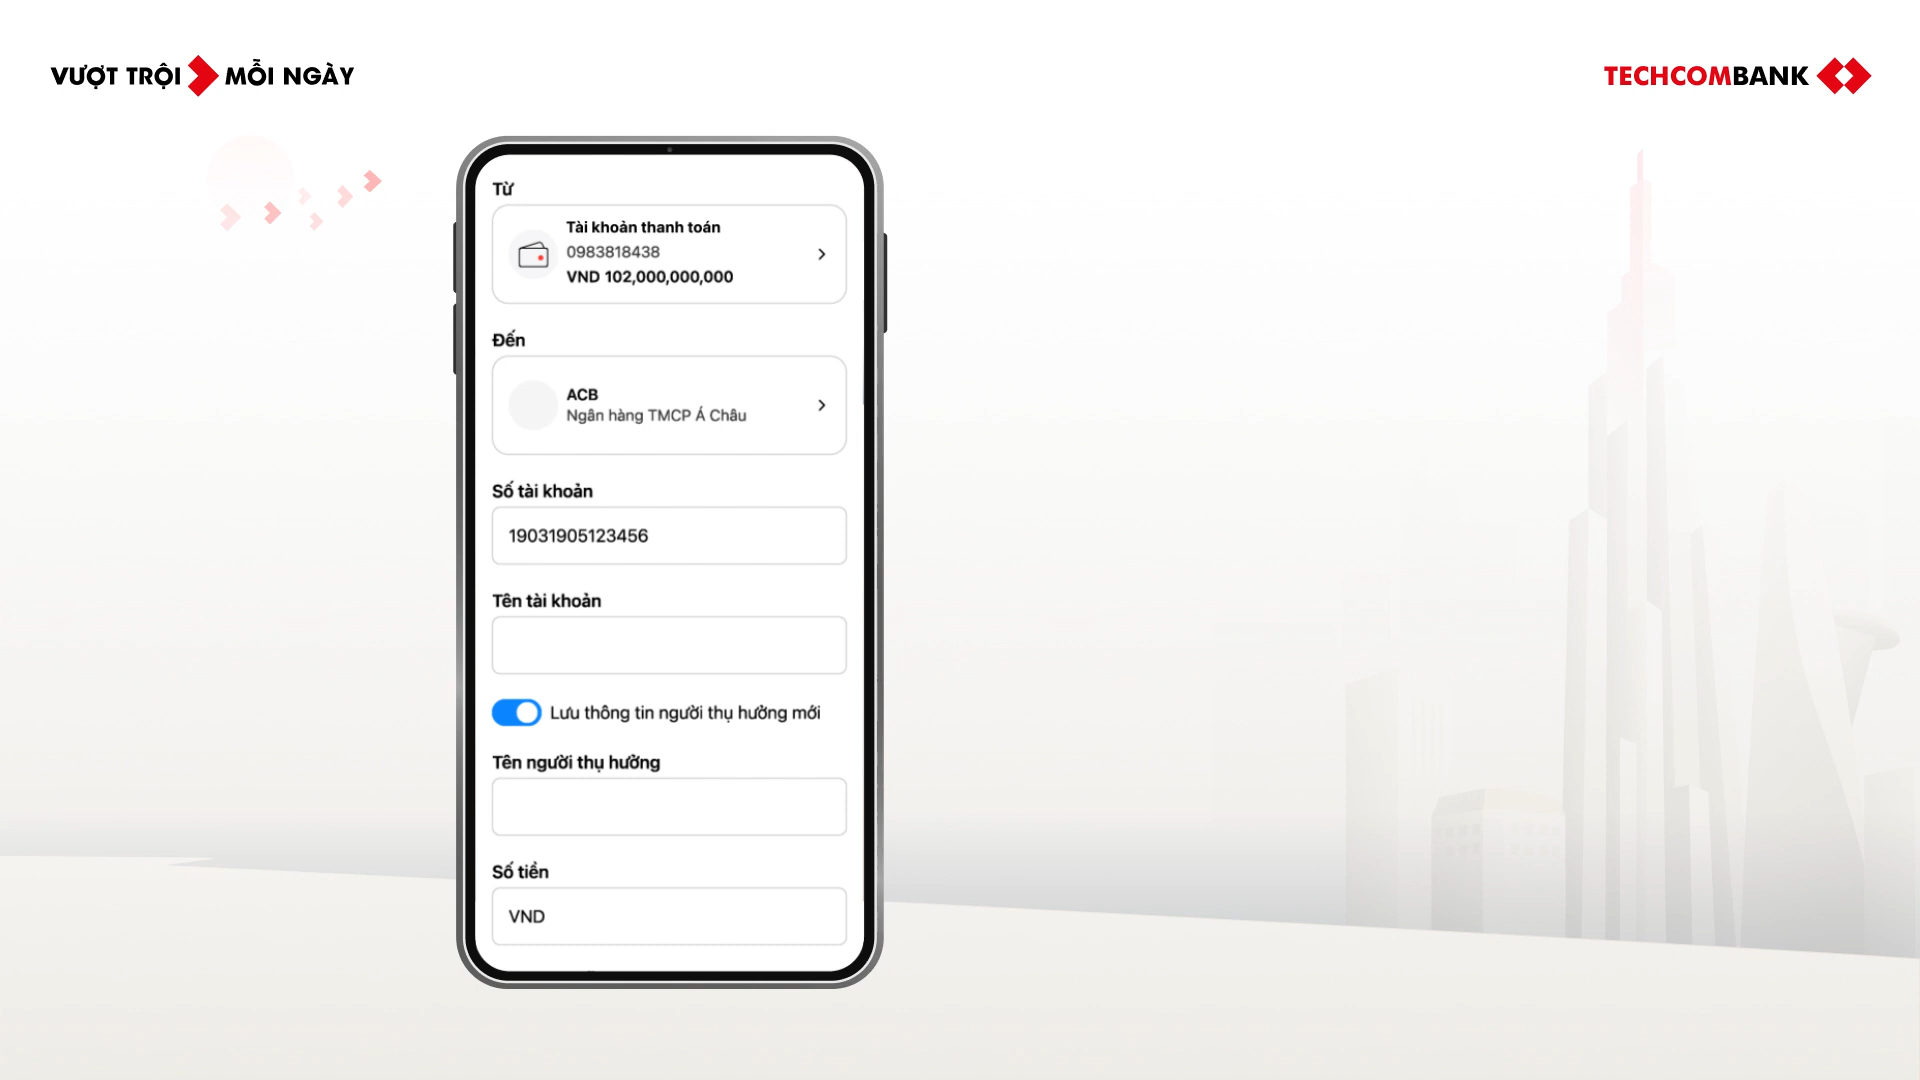 VƯỢT TRỘI MỖI NGÀY
TECHCOMBANK
Từ
Tài khoản thanh toán
0983818438
VND 102,000,000,000
Đến
ACB
Ngân hàng TMCP Á Châu
Số tài khoản
19031905123456
Tên tài khoản
Lưu thông tin người thụ hưởng mới
Tên người thụ hưởng
Số tiền
VND